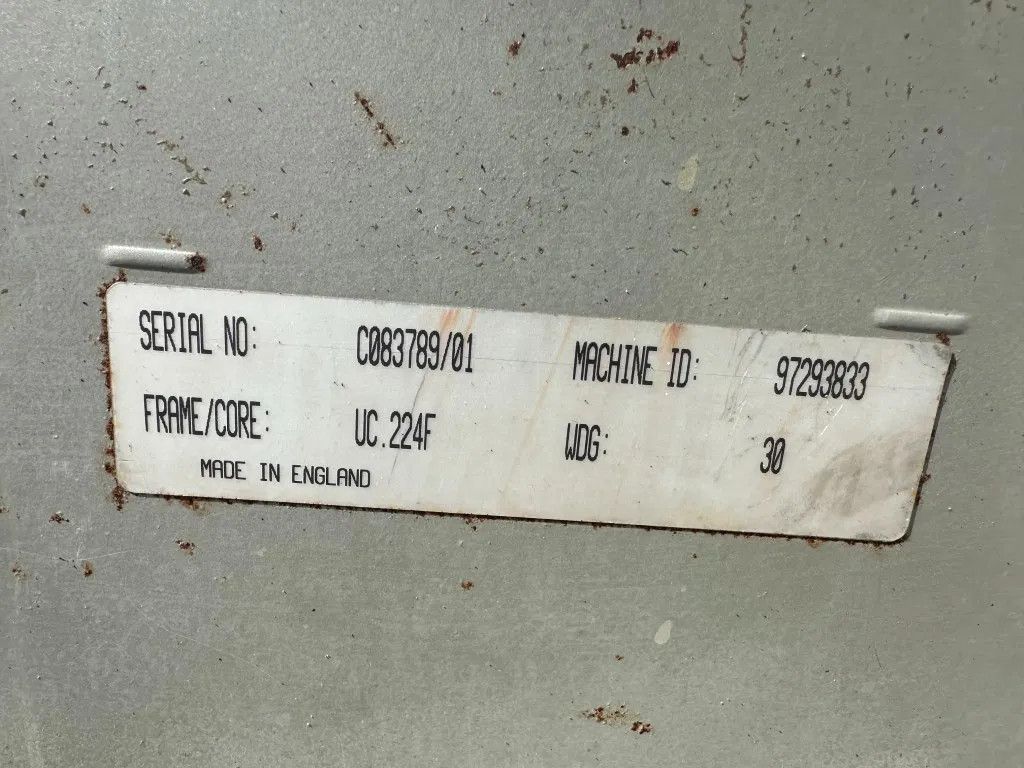 SERIAL NO: C083789/01 MACHINE ID: 97293833
FRAME/CORE: UC.224F WDG: 30
MADE IN ENGLAND